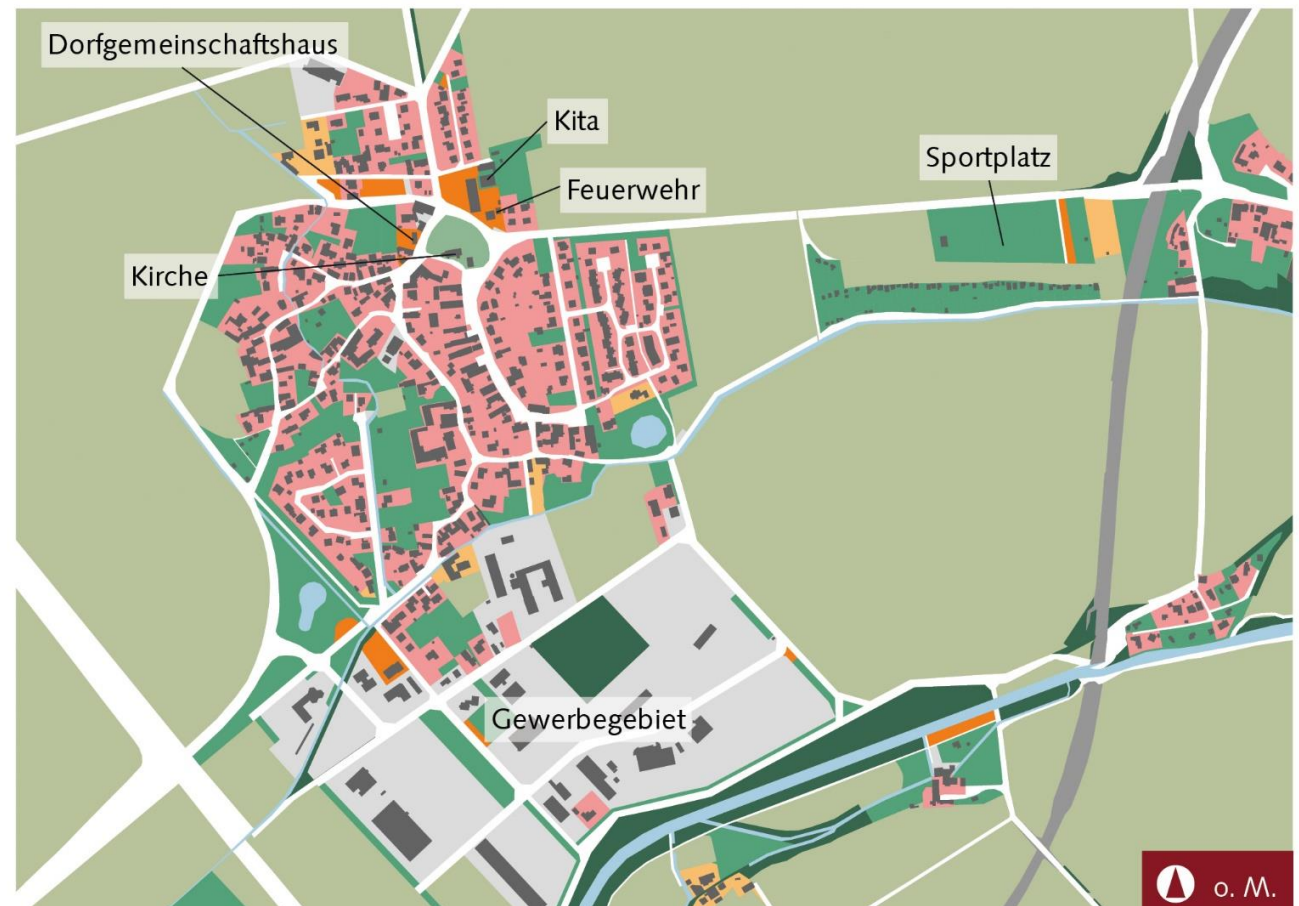 Dorfgemeinschaftshaus
Kita
Feuerwehr
Sportplatz
Kirche
Gewerbegebiet
o. M.